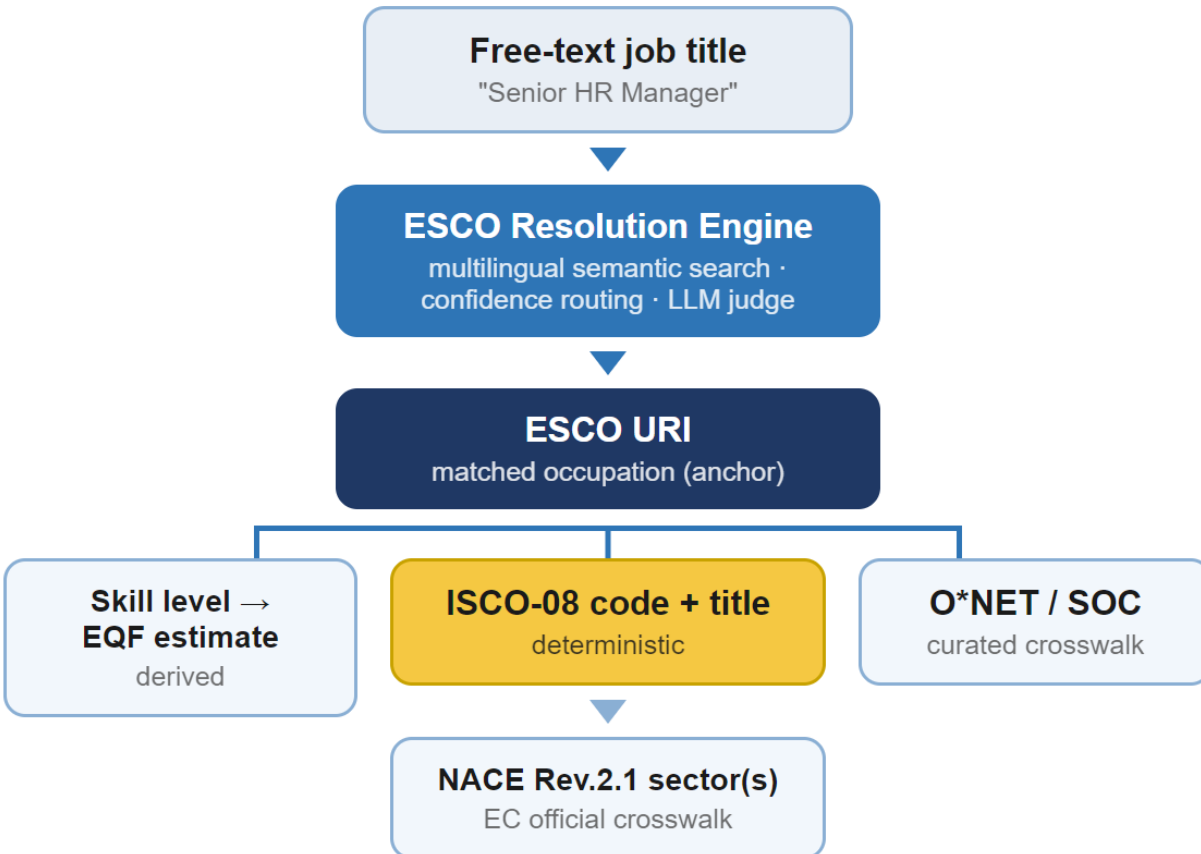 Free-text job title
"Senior HR Manager"
ESCO Resolution Engine
multilingual semantic search ·
confidence routing · LLM judge
ESCO URI
matched occupation (anchor)
Skill level →
EQF estimate
derived
ISCO-08 code + title
deterministic
O*NET / SOC
curated crosswalk
NACE Rev.2.1 sector(s)
EC official crosswalk